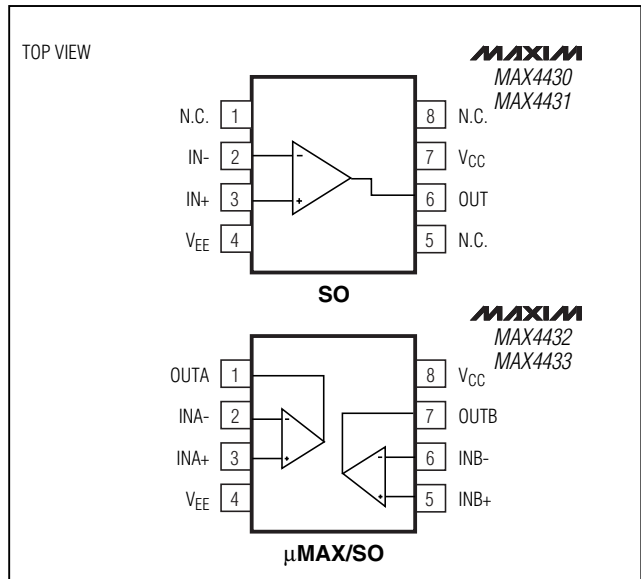 TOP VIEW
MAXIM
MAX4430
MAX4431
N.C. 1
8 N.C.
IN- 2
-
7 VCC
IN+ 3
+
6 OUT
VEE 4
5 N.C.
SO
MAXIM
MAX4432
MAX4433
OUTA 1
8 VCC
INA- 2
-
7 OUTB
INA+ 3
+
-
6 INB-
VEE 4
+
5 INB+
µMAX/SO